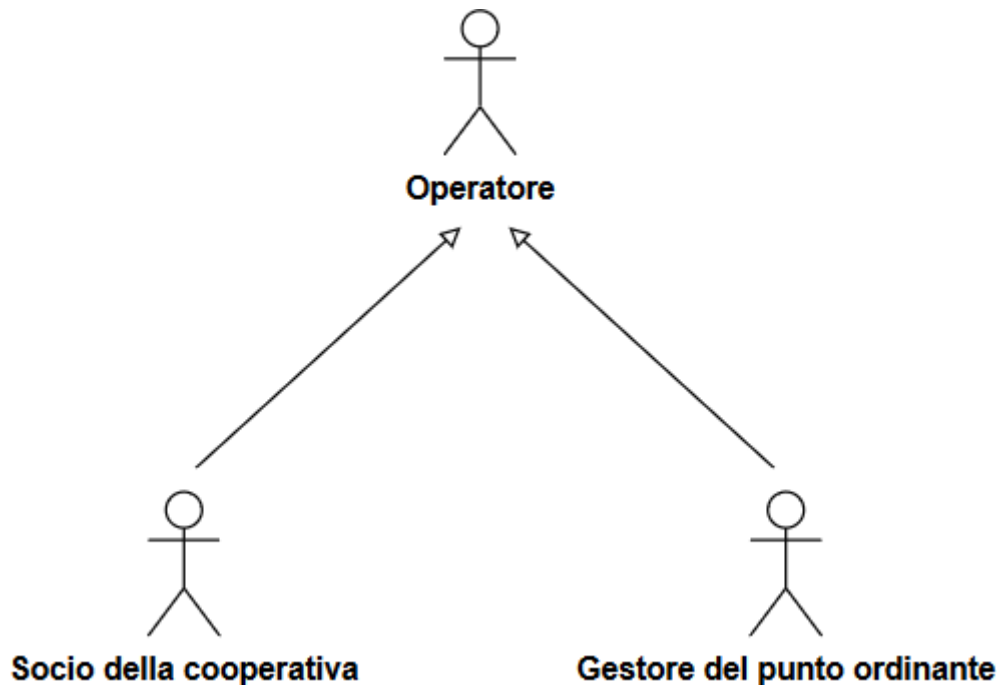 Operatore
Socio della cooperativa
Gestore del punto ordinante